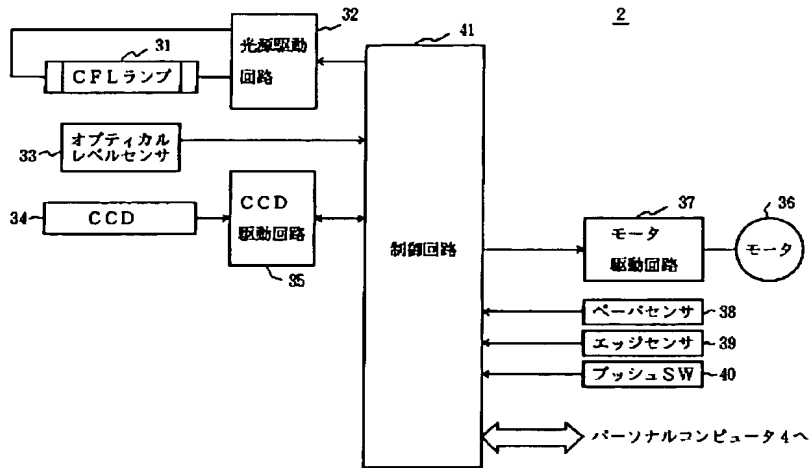 2
32
光源駆動
回路
31
CFLランプ
41
オプティカル
レベルセンサ
33
34
CCD
CCD
駆動回路
35
制御回路
37
モータ
駆動回路
36
モータ
ペーパセンサ
38
エッジセンサ
39
プッシュSW
40
パーソナルコンピュータ4へ